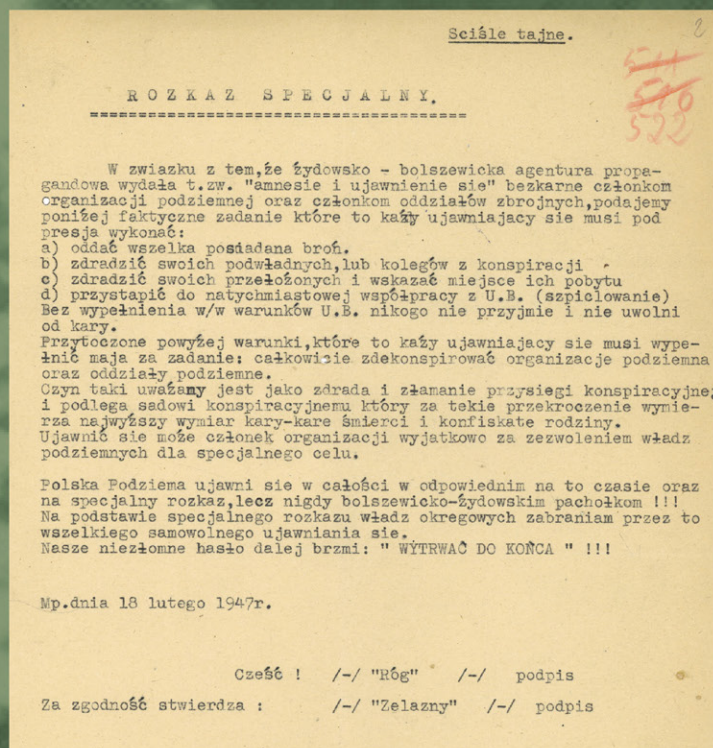 2
Sciśle tajne.
511
516
522
ROZKAZ SPECJALNY.
========================================
W zwiazku z tem,że żydowsko - bolszewicka agentura propa-
gandowa wydała t.zw. "amnesie i ujawnienie sie" bezkarne członkom
organizacji podziemnej oraz członkom oddziałów zbrojnych,podajemy
poniżej faktyczne zadanie które to kaźy ujawniajacy sie musi pod
presja wykonać:
a) oddać wszelka posiadana broń.
b) zdradzić swoich podwładnych,lub kolegów z konspiracji
c) zdradzić swoich przełożonych i wskazać miejsce ich pobytu
d) przystapić do natychmiastowej współpracy z U.B. (szpiclowanie)
Bez wypełnienia w/w warunków U.B. nikogo nie przyjmie i nie uwolni
od kary.
Przytoczone powyżej warunki,które to kaźy ujawniajacy sie musi wype-
łnić maja za zadanie: całkowizie zdekonspirować organizacje podziemna
oraz oddziały podziemne.
Czyn taki uważany jest jako zdrada i złamanie przysiegi konspiracyjnej
i podlega sadowi konspiracyjnemu który za tekie przekroczenie wymie-
rza najwyższy wymiar kary-kare śmierci i konfiskate rodziny.
Ujawnić sie może członek organizacji wyjatkowo za zezwoleniem władz
podziemnych dla specjalnego celu.
Polska Podziema ujawni sie w całości w odpowiednim na to czasie oraz
na specjalny rozkaz,lecz nigdy bolszewicko-żydowskim pachołkom !!!
Na podstawie specjalnego rozkazu władz okregowych zabraniam przez to
wszelkiego samowolnego ujawniania sie.
Nasze niezłomne hasło dalej brzmi: " WYTRWAĆ DO KOŃCA " !!!
Mp.dnia 18 lutego 1947r.
Cześć ! /-/ "Róg" /-/ podpis
Za zgodność stwierdza : /-/ "Zelazny" /-/ podpis